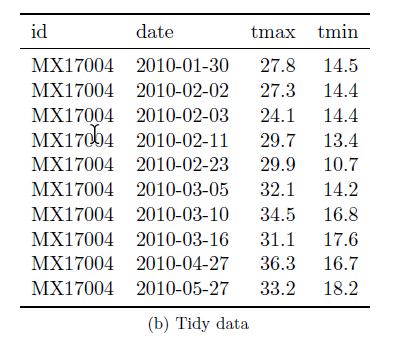 id date tmax tmin
MX17004 2010-01-30 27.8 14.5
MX17004 2010-02-02 27.3 14.4
MX17004 2010-02-03 24.1 14.4
MX17004 2010-02-11 29.7 13.4
MX17004 2010-02-23 29.9 10.7
MX17004 2010-03-05 32.1 14.2
MX17004 2010-03-10 34.5 16.8
MX17004 2010-03-16 31.1 17.6
MX17004 2010-04-27 36.3 16.7
MX17004 2010-05-27 33.2 18.2
(b) Tidy data